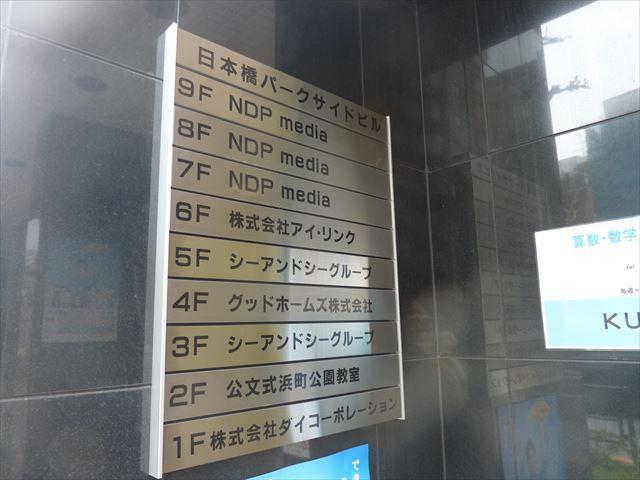 日本橋パークサイドビル
9F NDP media
8F NDP media
7F NDP media
6F 株式会社アイ・リンク
5F シーアンドシーグループ
4F グッドホームズ株式会社
3F シーアンドシーグループ
2F 公文式浜町公園教室
1F 株式会社ダイコーポレーション
算数・数学
tel
毎週
KU
でき